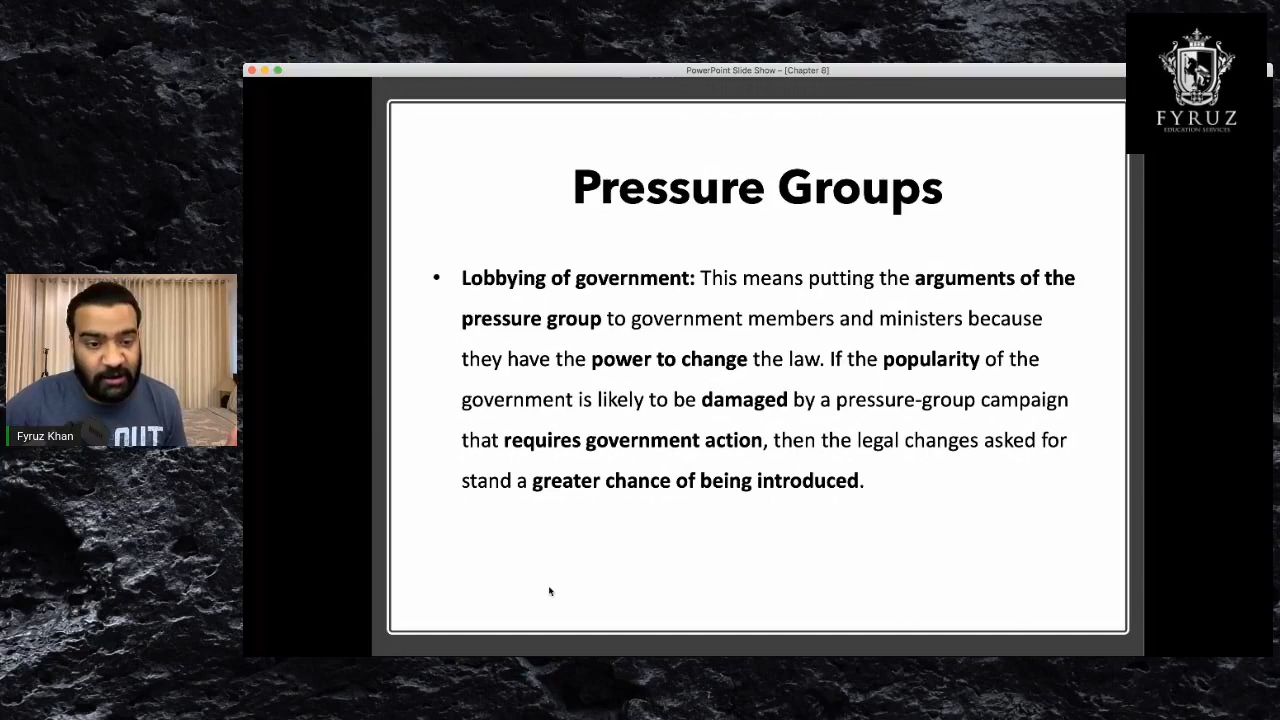 PowerPoint Slide Show – [Chapter 8]
FYRUZ
EDUCATION SERVICES
Pressure Groups
• Lobbying of government: This means putting the arguments of the
pressure group to government members and ministers because
they have the power to change the law. If the popularity of the
government is likely to be damaged by a pressure-group campaign
that requires government action, then the legal changes asked for
stand a greater chance of being introduced.
OUT
Fyruz Khan